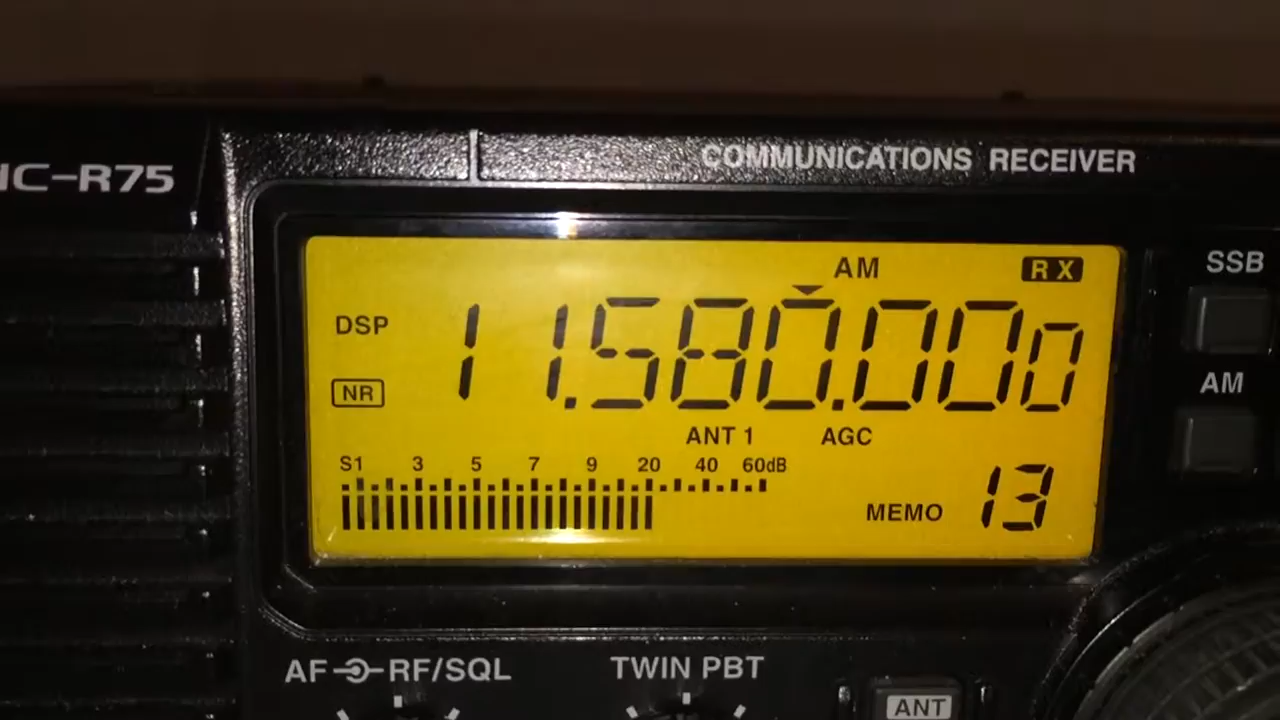 IC-R75
COMMUNICATIONS RECEIVER
AM RX
SSB
DSP 11.580.000
NR
AM
ANT 1 AGC
S1 3 5 7 9 20 40 60dB
MEMO 13
AF RF/SQL TWIN PBT
ANT